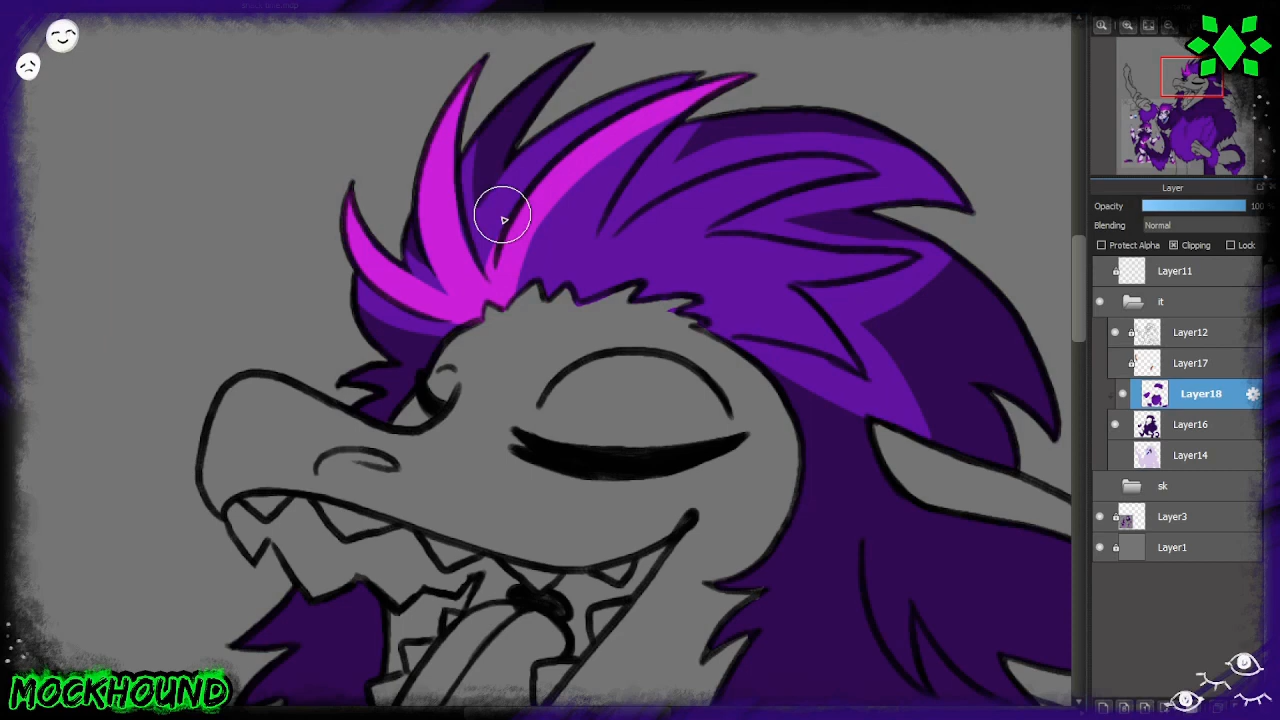 Layer
Opacity 100
Blending Normal
Protect Alpha Clipping Lock
Layer11
it
Layer12
Layer17
Layer18
Layer16
Layer14
sk
Layer3
Layer1
MOCKHOUND